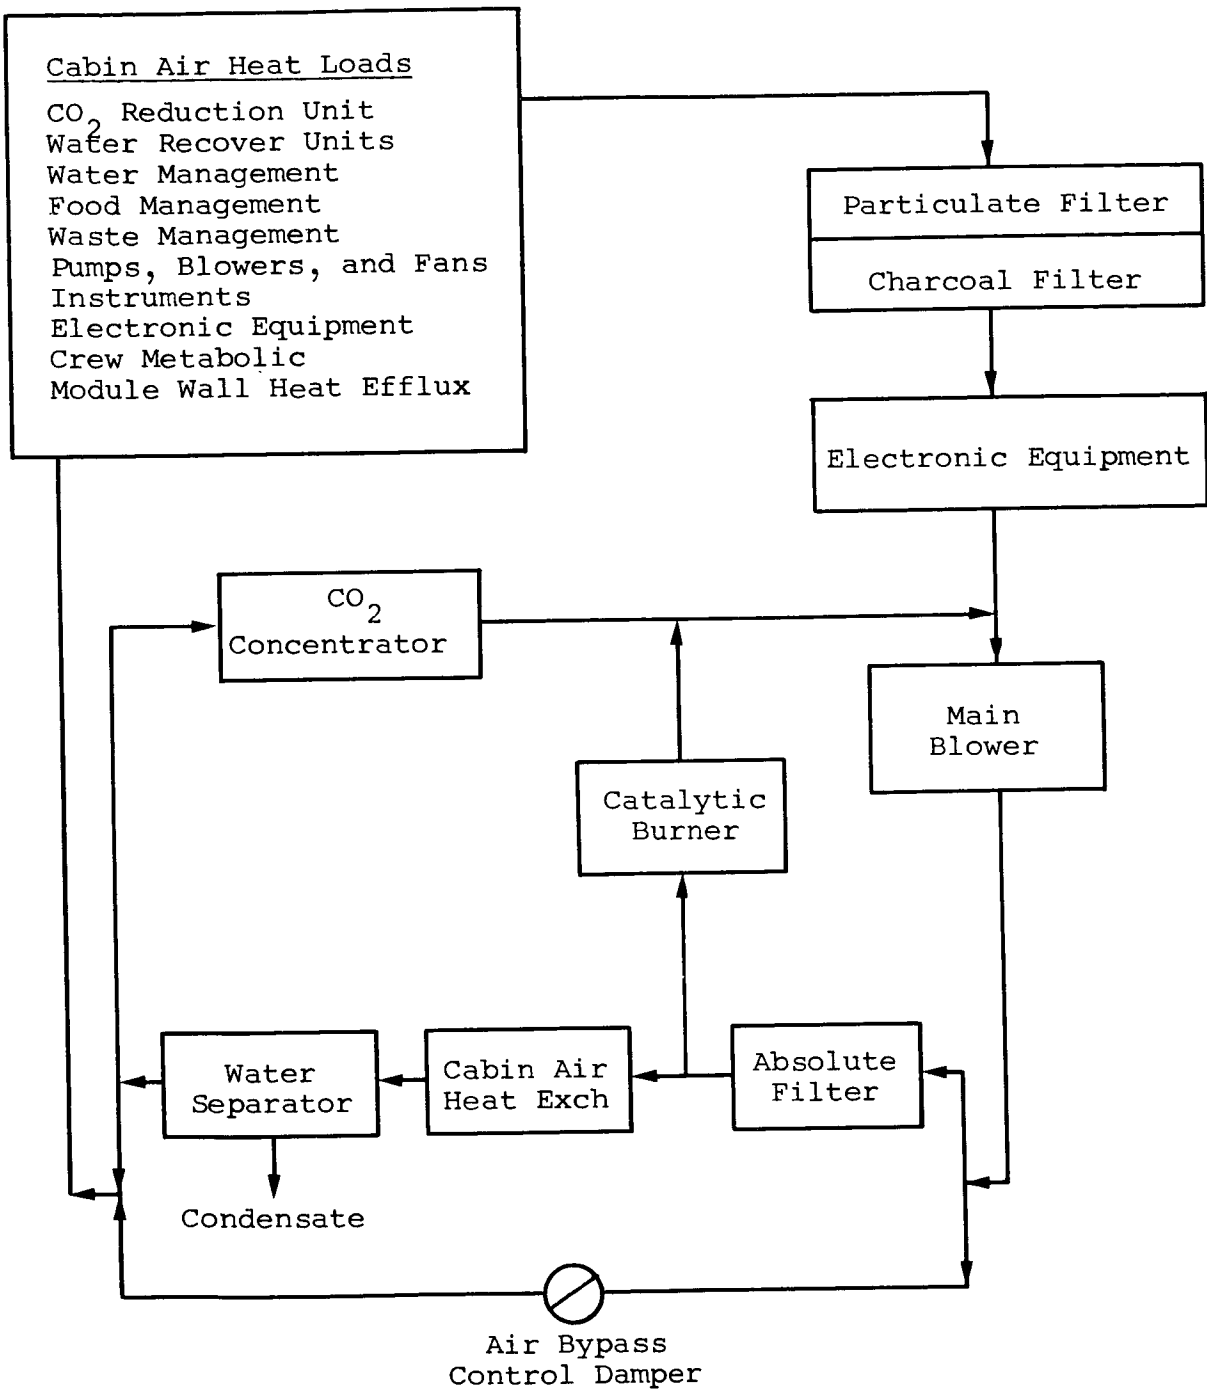 Cabin Air Heat Loads
CO2 Reduction Unit
Water Recover Units
Water Management
Food Management
Waste Management
Pumps, Blowers, and Fans
Instruments
Electronic Equipment
Crew Metabolic
Module Wall Heat Efflux
Particulate Filter
Charcoal Filter
Electronic Equipment
CO2
Concentrator
Main
Blower
Catalytic
Burner
Water
Separator
Cabin Air
Heat Exch
Absolute
Filter
Condensate
Air Bypass
Control Damper